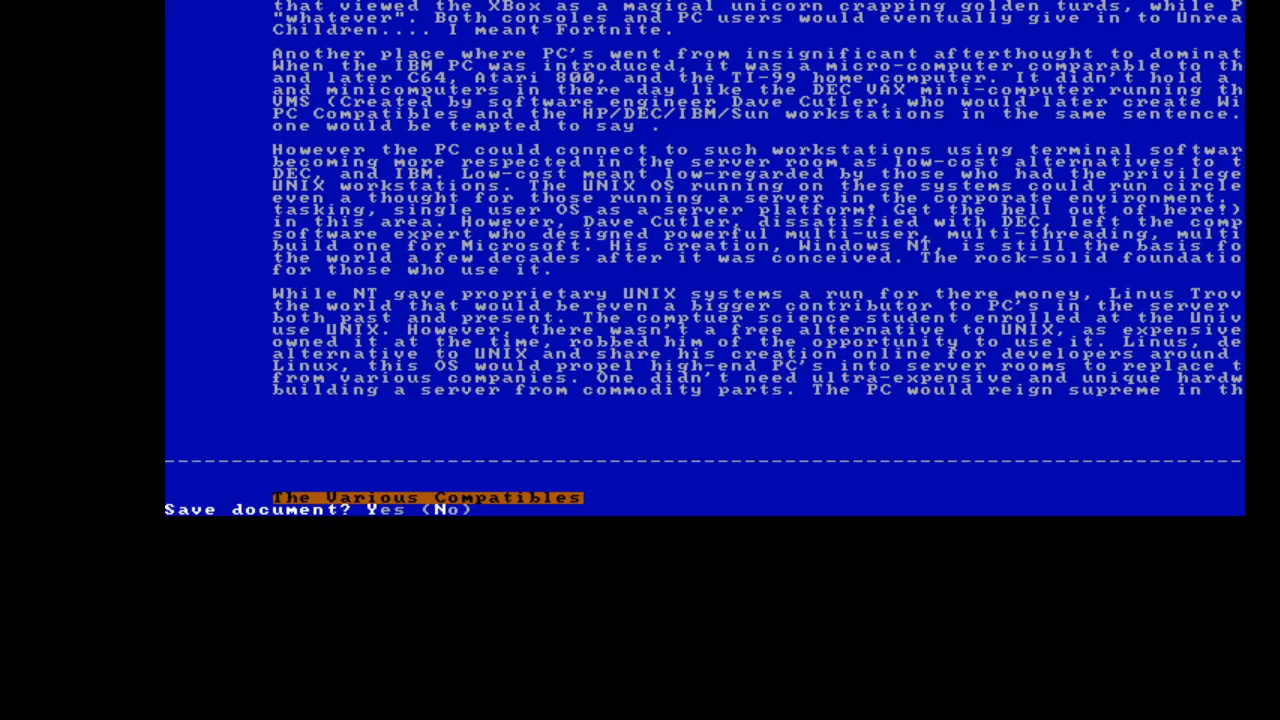 that viewed the XBox as a magical unicorn crapping golden turds, while P
"whatever". Both consoles and PC users would eventually give in to Unrea
Children.... I meant Fortnite.
Another place where PC's went from insignificant afterthought to dominat
When the IBM PC was introduced, it was a micro-computer comparable to th
and later C64, Atari 800, and the TI-99 home computer. It didn't hold a
and minicomputers in there day like the DEC VAX mini-computer running th
VMS (Created by software engineer Dave Cutler, who would later create Wi
PC Compatibles and the HP/DEC/IBM/Sun workstations in the same sentence.
one would be tempted to say .
However the PC could connect to such workstations using terminal softwar
becoming more respected in the server room as low-cost alternatives to t
DEC, and IBM. Low-cost meant low-regarded by those who had the privilege
UNIX workstations. The UNIX OS running on these systems could run circle
even a thought for those running a server in the corporate environment.
tasking, single user OS as a server platform! Get the hell out of here!)
in this area. However, Dave Cutler, dissatisfied with DEC, left the comp
software expert who designed powerful multi-user, multi-threading, multi
build one for Microsoft. His creation, Windows NT, is still the basis fo
the world a few decades after it was conceived. The rock-solid foundatio
for those who use it.
While NT gave proprietary UNIX systems a run for there money, Linus Trov
the world that would be even a bigger contributor to PC's in the server
both past and present. The comptuer science student enrolled at the Univ
use UNIX. However, there wasn't a free alternative to UNIX, as expensive
owned it at the time, robbed him of the opportunity to use it. Linus, de
alternative to UNIX and share his creation online for developers around
Linux, this OS would propel high-end PC's into server rooms to replace t
from various companies. One didn't need ultra-expensive and unique hardw
building a server from commodity parts. The PC would reign supreme in th
The Various Compatibles
Save document? Yes (No)